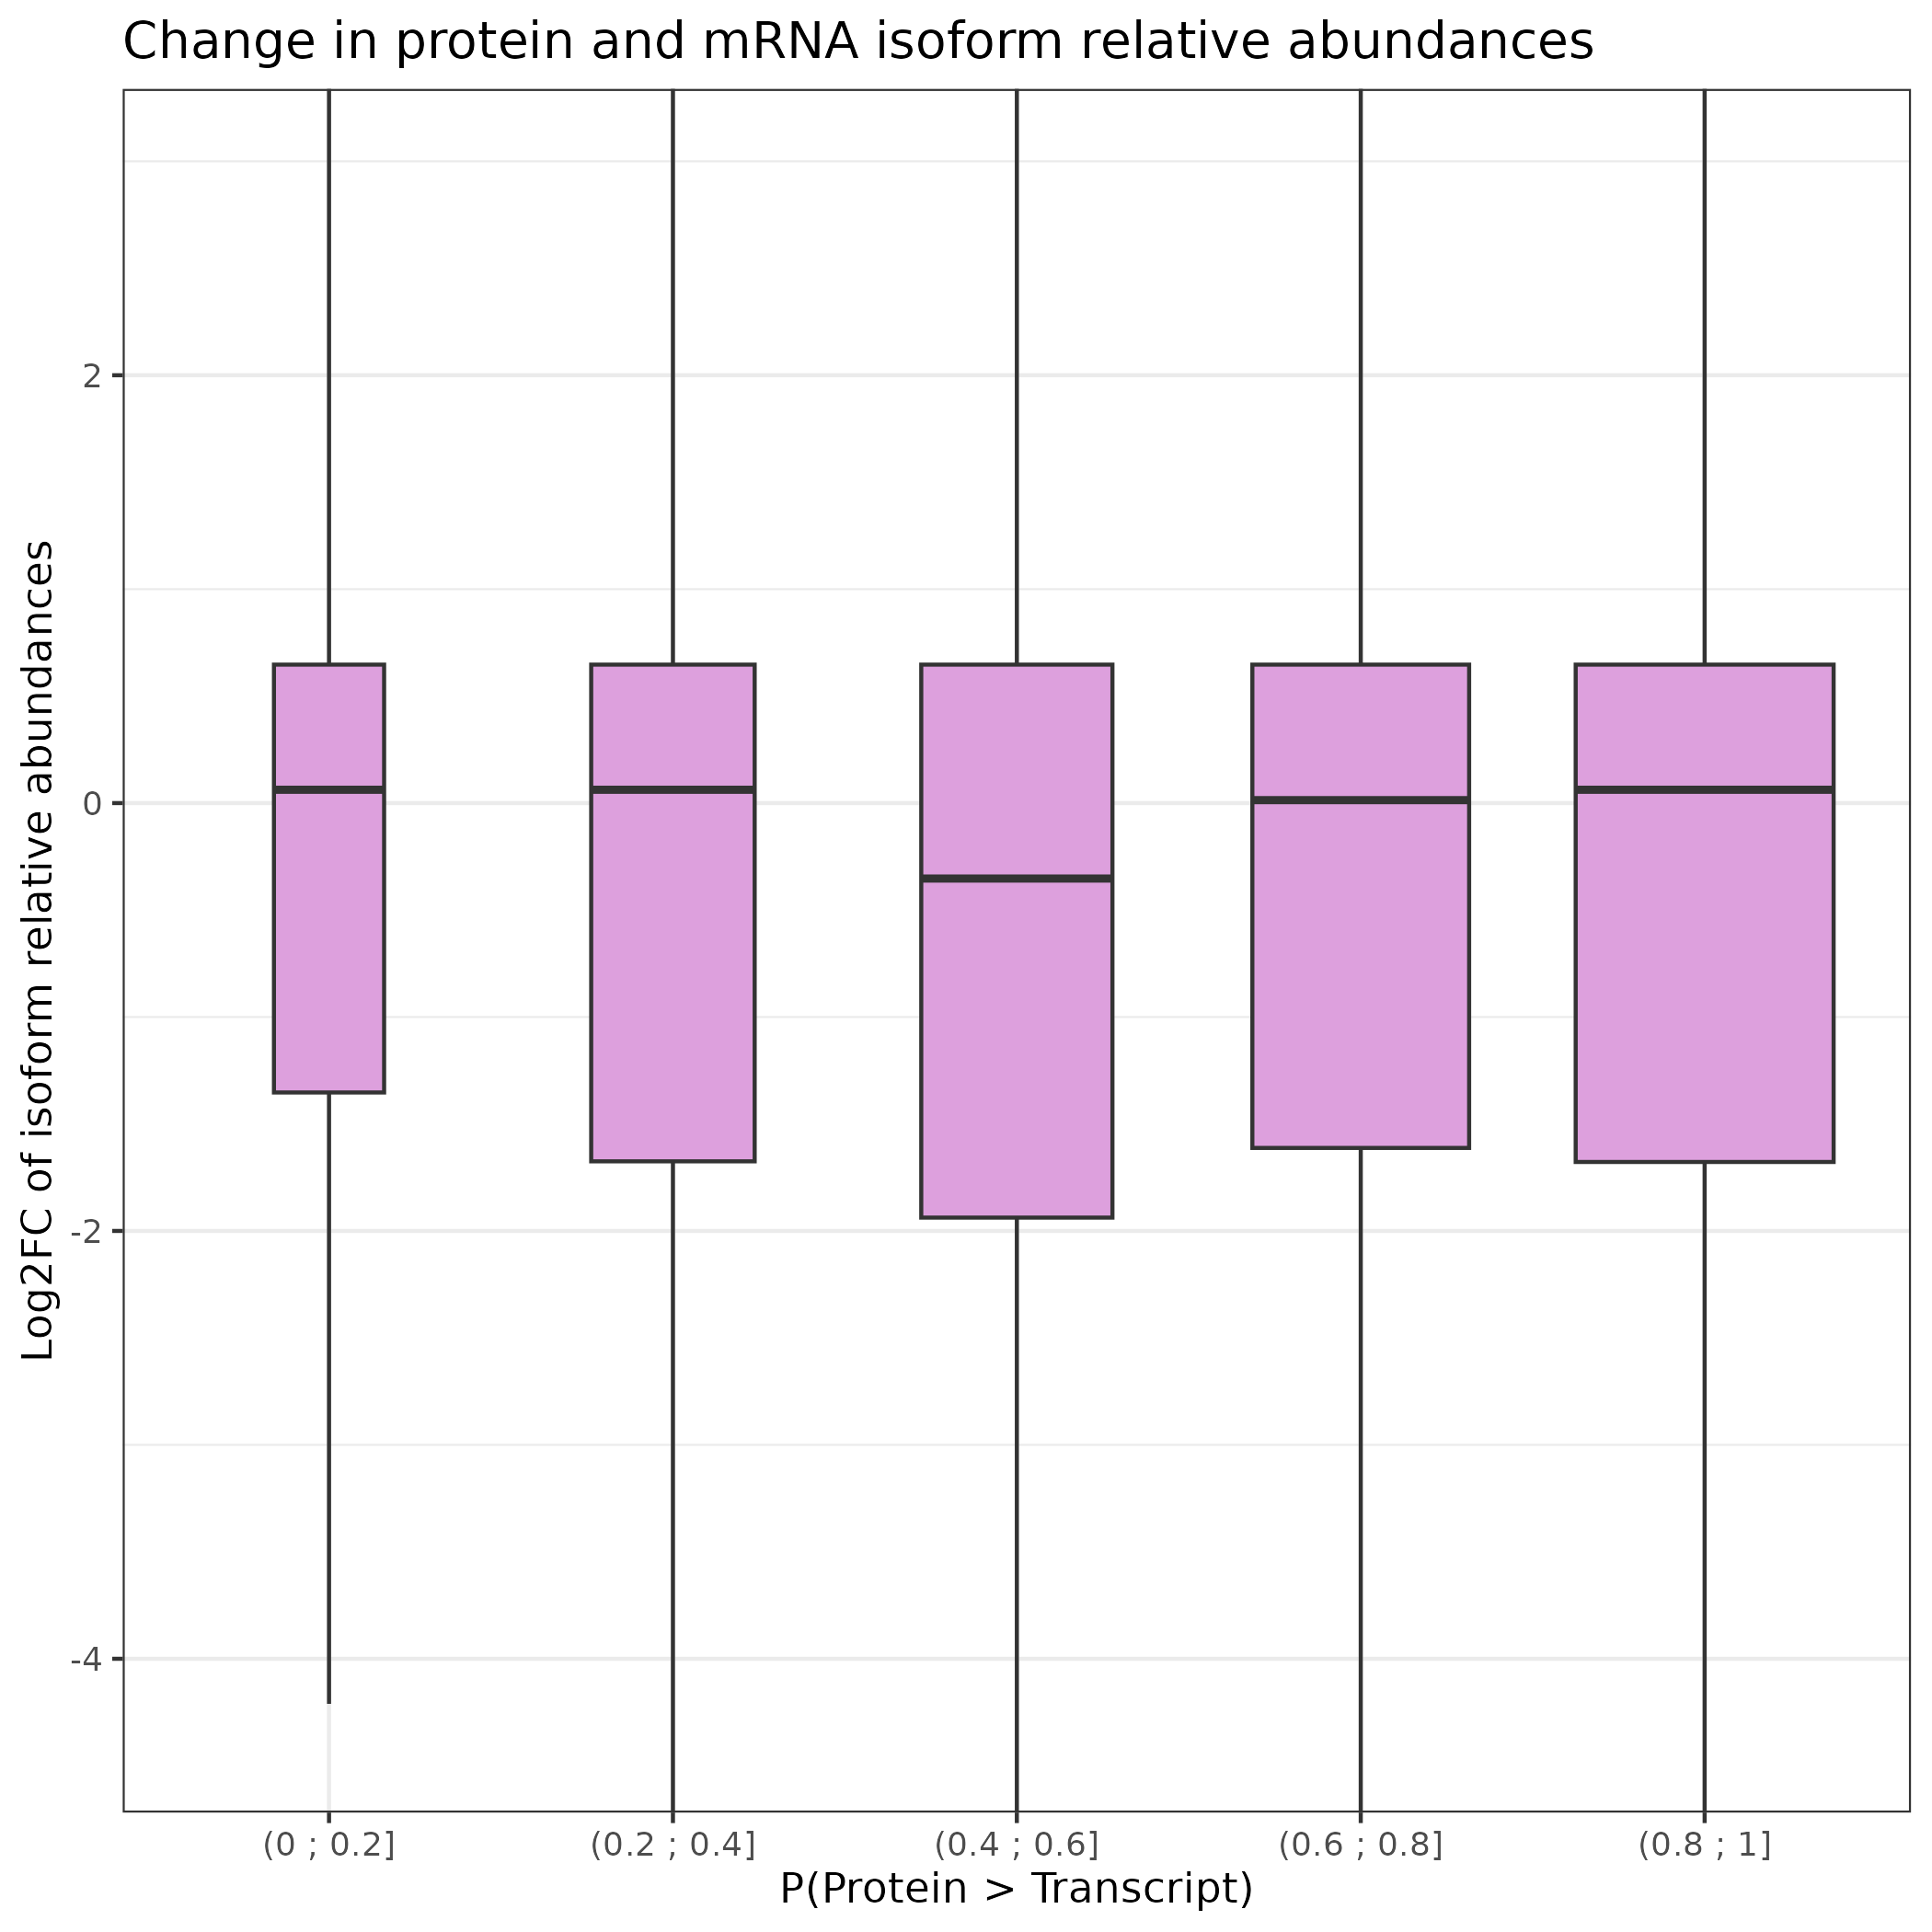 Change in protein and mRNA isoform relative abundances
Log2FC of isoform relative abundances
2
0
-2
-4
(0 ; 0.2]
(0.2 ; 0.4]
(0.4 ; 0.6]
(0.6 ; 0.8]
(0.8 ; 1]
P(Protein > Transcript)